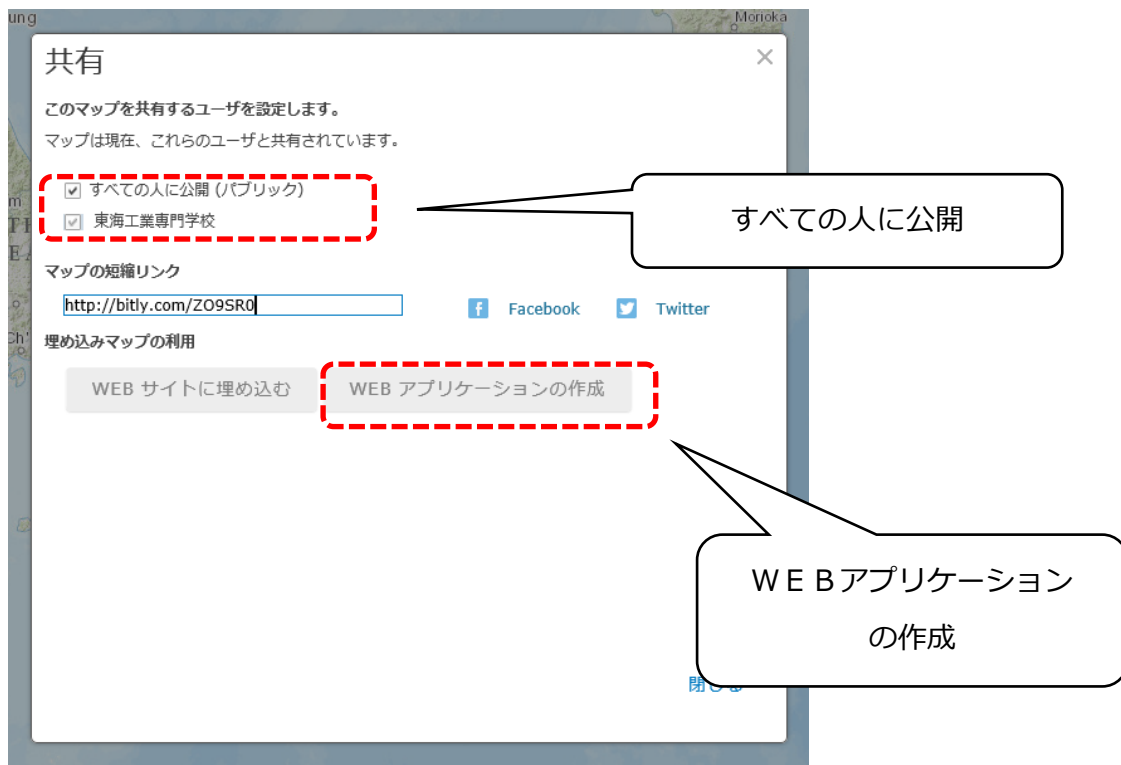 ung
Morioka
共有
このマップを共有するユーザを設定します。
マップは現在、これらのユーザと共有されています。
すべての人に公開 (パブリック)
東海工業専門学校
すべての人に公開
m
TI
E
マップの短縮リンク
http://bitly.com/ZO9SR0
Facebook
Twitter
Ch'
埋め込みマップの利用
WEB サイトに埋め込む
WEB アプリケーションの作成
ＷＥＢアプリケーション
の作成
閉じる